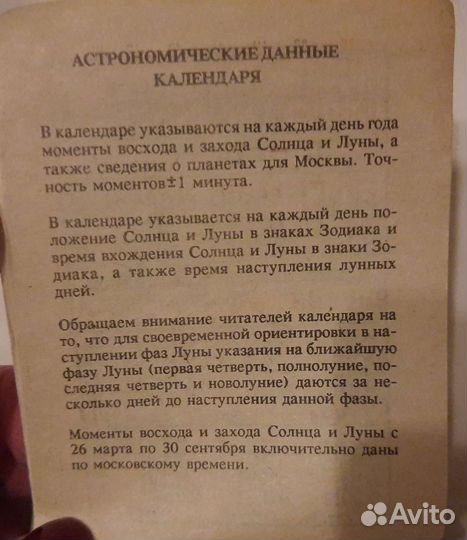 АСТРОНОМИЧЕСКИЕ ДАННЫЕ
КАЛЕНДАРЯ
В календаре указываются на каждый день года
моменты восхода и захода Солнца и Луны, а
также сведения о планетах для Москвы. Точ-
ность моментов±1 минута.
В календаре указывается на каждый день по-
ложение Солнца и Луны в знаках Зодиака и
время вхождения Солнца и Луны в знаки Зо-
диака, а также время наступления лунных
дней.
Обращаем внимание читателей календаря на
то, что для своевременной ориентировки в на-
ступлении фаз Луны указания на ближайшую
фазу Луны (первая четверть, полнолуние, по-
следняя четверть и новолуние) даются за не-
сколько дней до наступления данной фазы.
Моменты восхода и захода Солнца и Луны с
26 марта по 30 сентября включительно даны
по московскому времени.
Avito